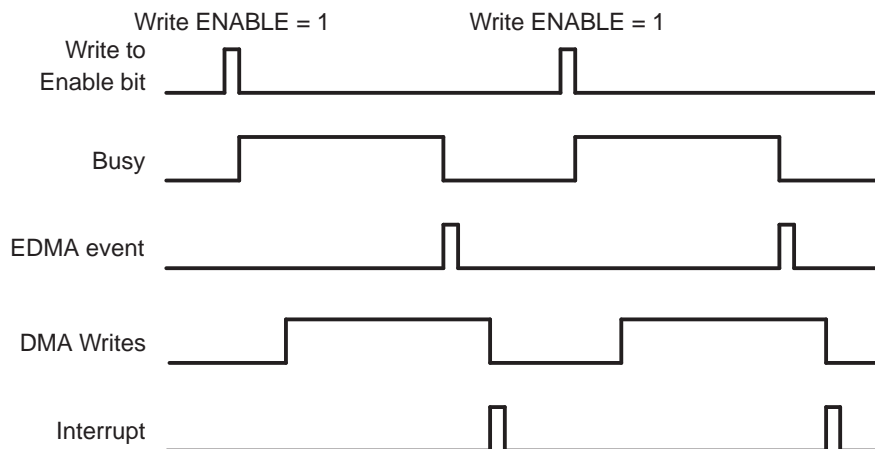 Write ENABLE = 1
Write ENABLE = 1
Write to
Enable bit
Busy
EDMA event
DMA Writes
Interrupt